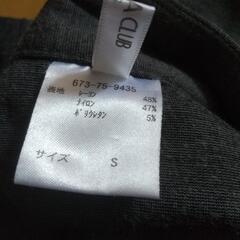 A CLUB
673-75-9435
表地 レーヨン 48%
ナイロン 47%
ポリウレタン 5%
サイズ S